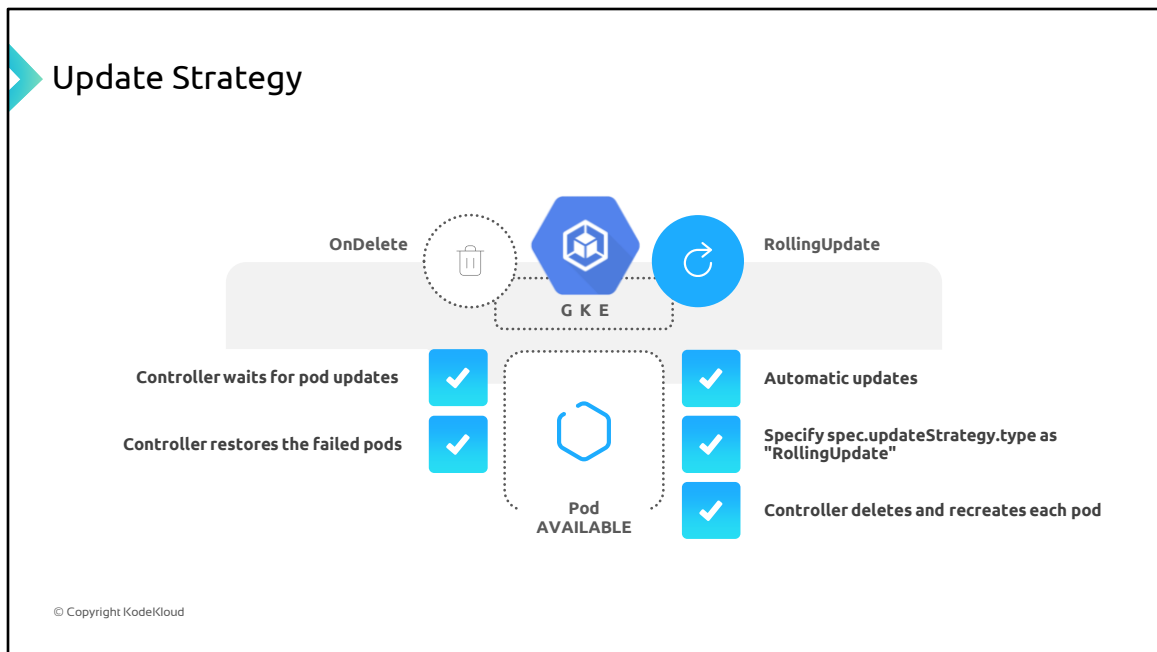 Update Strategy
OnDelete
RollingUpdate
G K E
Controller waits for pod updates
Controller restores the failed pods
Automatic updates
Specify spec.updateStrategy.type as
"RollingUpdate"
Controller deletes and recreates each pod
Pod
AVAILABLE
© Copyright KodeKloud